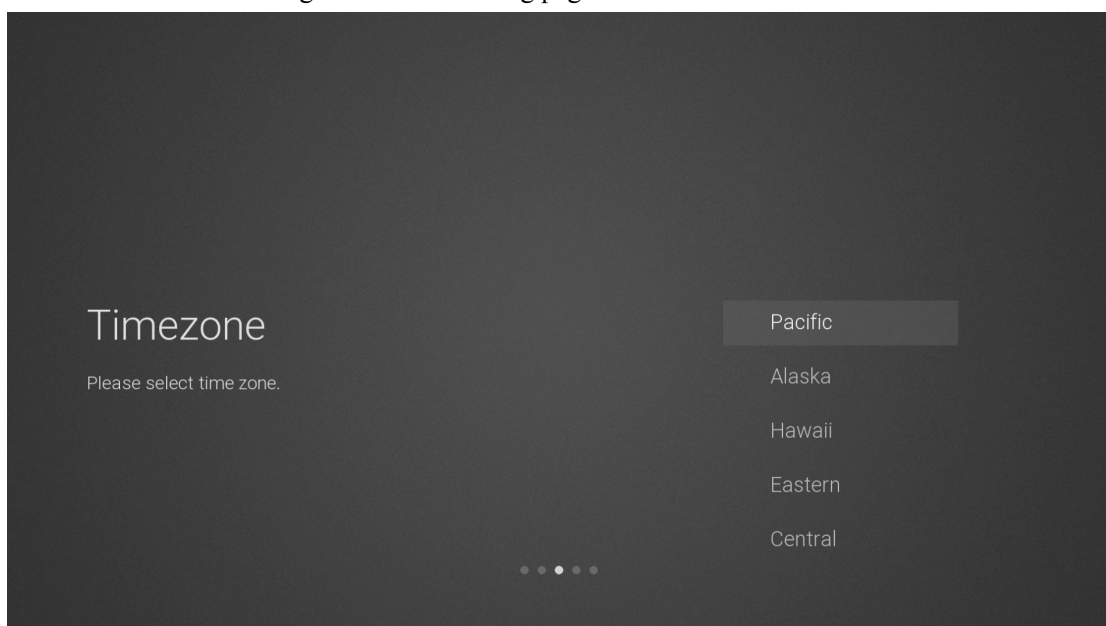 Timezone
Please select time zone.
Pacific
Alaska
Hawaii
Eastern
Central